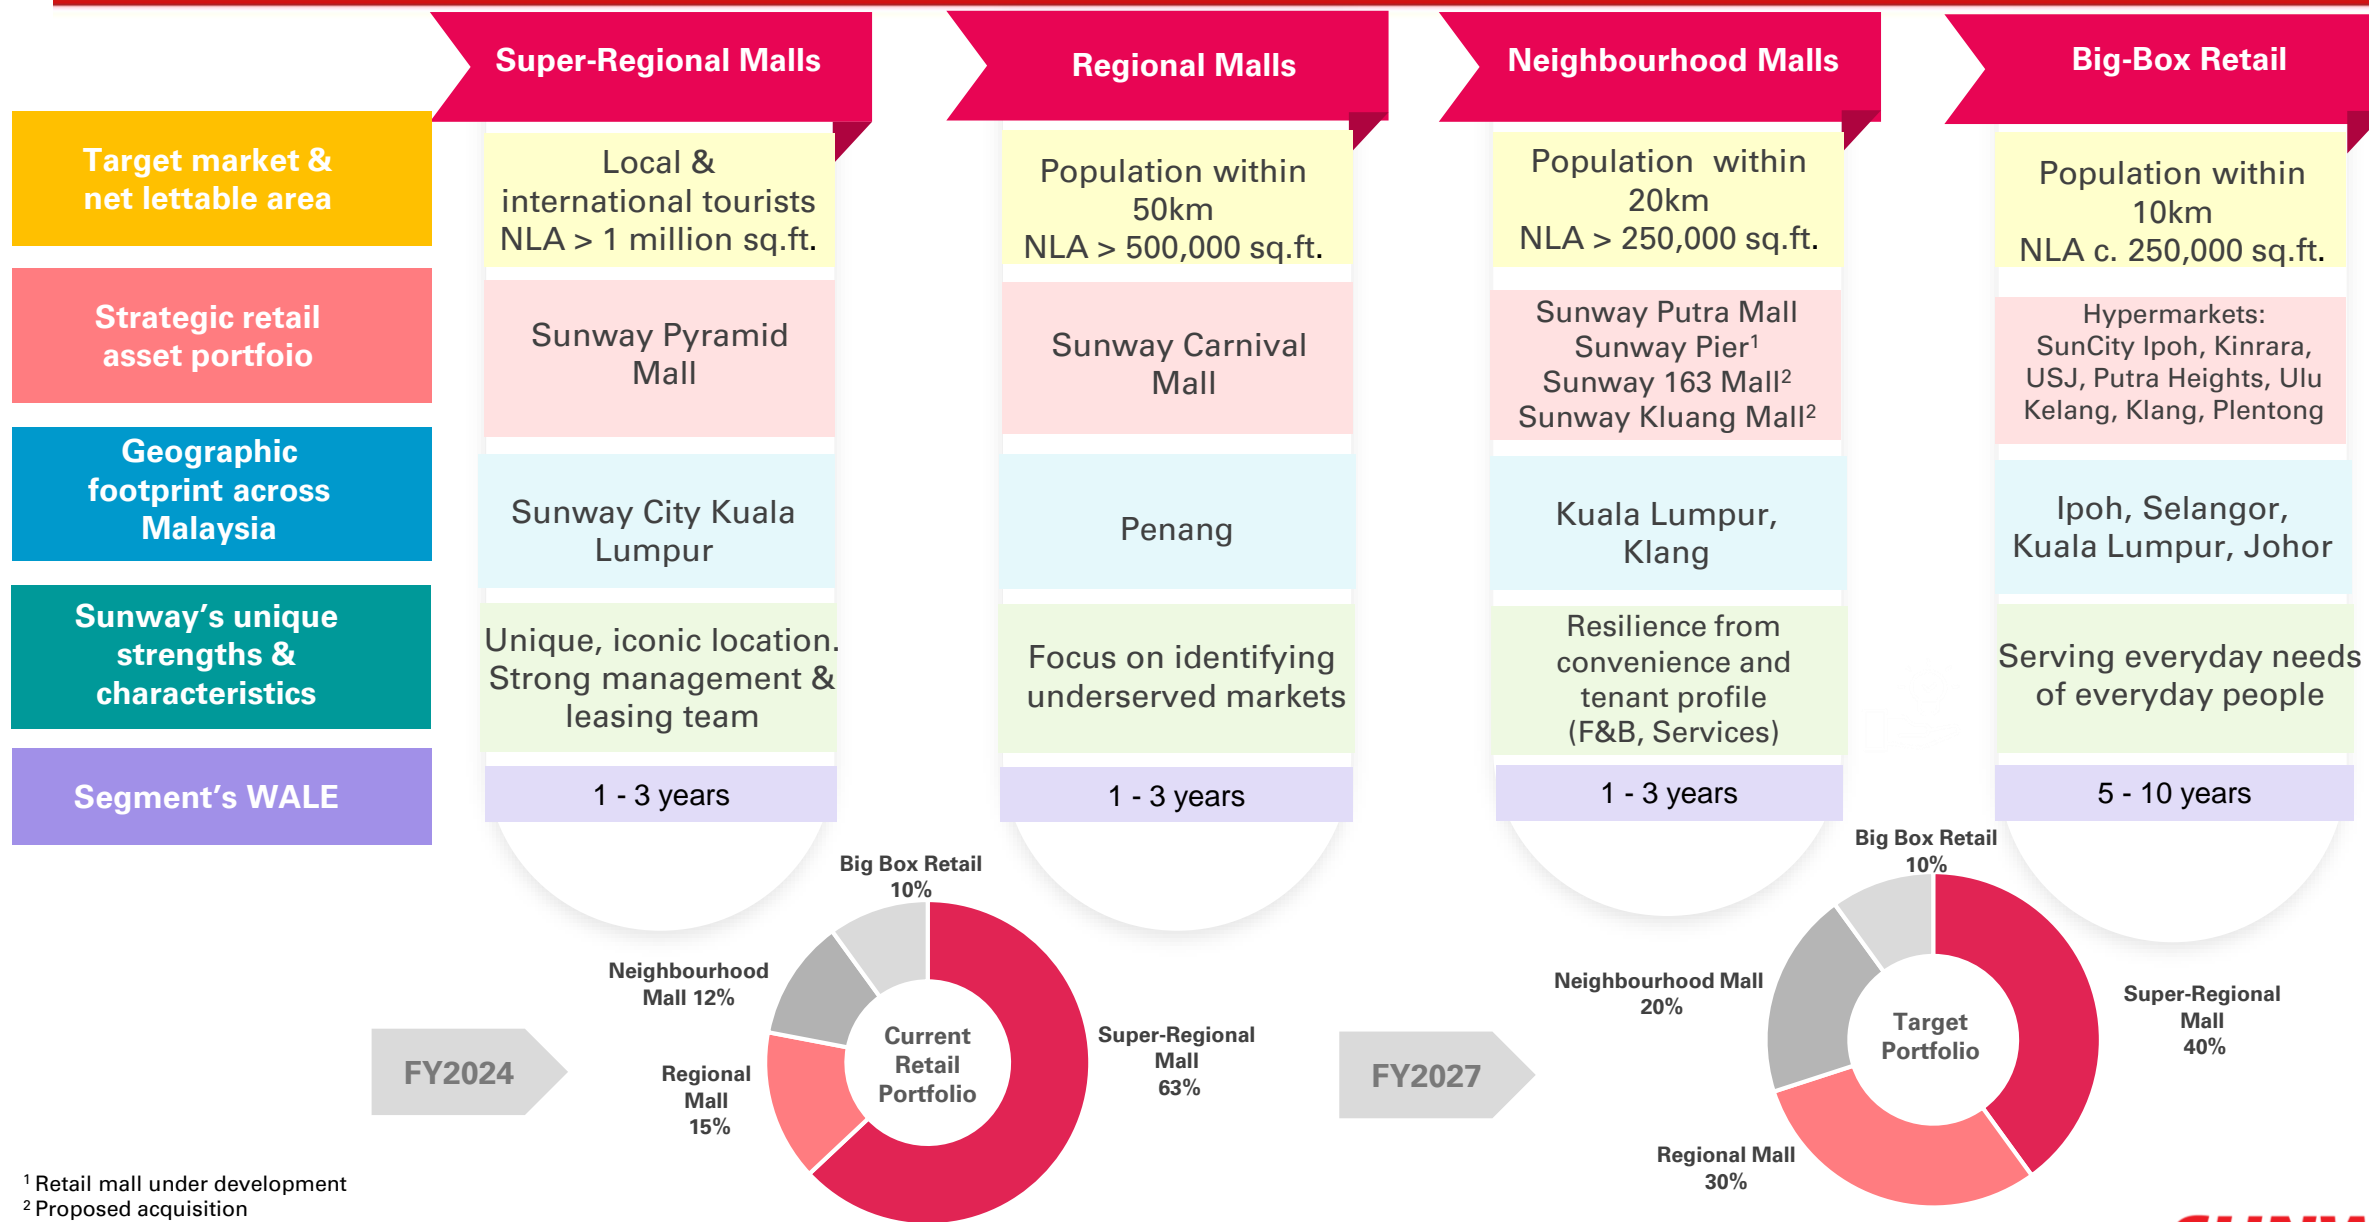 Super-Regional Malls
Regional Malls
Neighbourhood Malls
Big-Box Retail
Target market &
net lettable area
Local &
international tourists
NLA > 1 million sq.ft.
Population within
50km
NLA > 500,000 sq.ft.
Population within
20km
NLA > 250,000 sq.ft.
Population within
10km
NLA c. 250,000 sq.ft.
Strategic retail
asset portfoio
Sunway Pyramid
Mall
Sunway Carnival
Mall
Sunway Putra Mall
Sunway Pier¹
Sunway 163 Mall²
Sunway Kluang Mall²
Hypermarkets:
SunCity Ipoh, Kinrara,
USJ, Putra Heights, Ulu
Kelang, Klang, Plentong
Geographic
footprint across
Malaysia
Sunway City Kuala
Lumpur
Penang
Kuala Lumpur,
Klang
Ipoh, Selangor,
Kuala Lumpur, Johor
Sunway's unique
strengths &
characteristics
Unique, iconic location.
Strong management &
leasing team
Focus on identifying
underserved markets
Resilience from
convenience and
tenant profile
(F&B, Services)
Serving everyday needs
of everyday people
Segment's WALE
1 - 3 years
1 - 3 years
1 - 3 years
5 - 10 years
FY2024
Big Box Retail
10%
Neighbourhood
Mall 12%
Regional
Mall
15%
Current
Retail
Portfolio
Super-Regional
Mall
63%
FY2027
Big Box Retail
10%
Neighbourhood Mall
20%
Regional Mall
30%
Target
Portfolio
Super-Regional
Mall
40%
¹ Retail mall under development
² Proposed acquisition